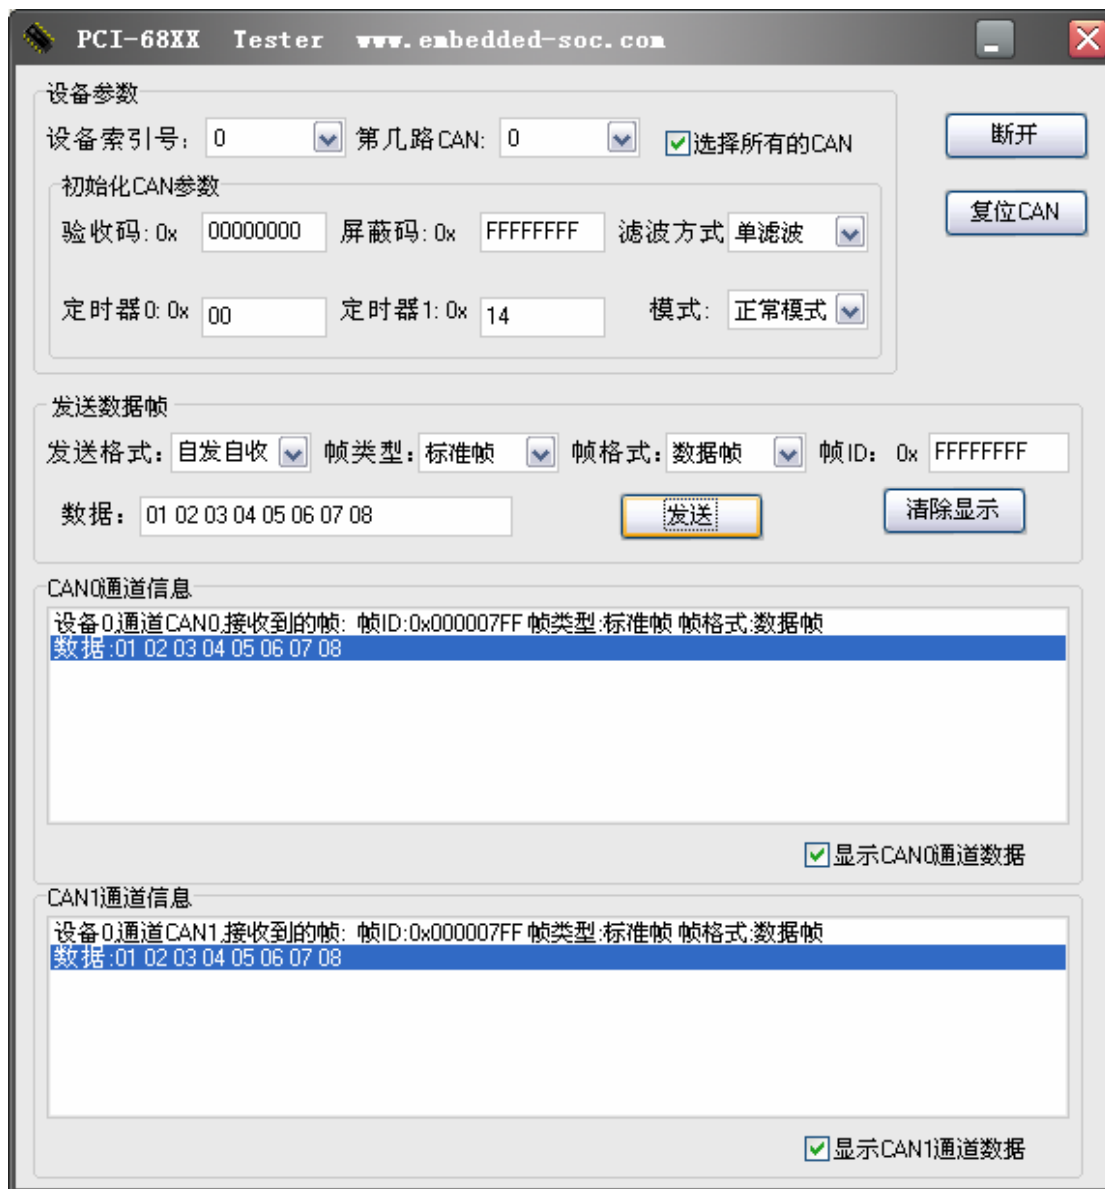 PCI-68XX Tester www.embedded-soc.com
设备参数
设备索引号: 0 第几路CAN: 0 选择所有的CAN 断开
初始化CAN参数
复位CAN
验收码: 0x 00000000 屏蔽码: 0x FFFFFFFF 滤波方式 单滤波
定时器0: 0x 00 定时器1: 0x 14 模式: 正常模式
发送数据帧
发送格式: 自发自收 帧类型: 标准帧 帧格式: 数据帧 帧ID: 0x FFFFFFFF
数据: 01 02 03 04 05 06 07 08 发送 清除显示
CAN0通道信息
设备0,通道CAN0,接收到的帧: 帧ID:0x000007FF 帧类型:标准帧 帧格式:数据帧
数据:01 02 03 04 05 06 07 08
显示CAN0通道数据
CAN1通道信息
设备0,通道CAN1,接收到的帧: 帧ID:0x000007FF 帧类型:标准帧 帧格式:数据帧
数据:01 02 03 04 05 06 07 08
显示CAN1通道数据